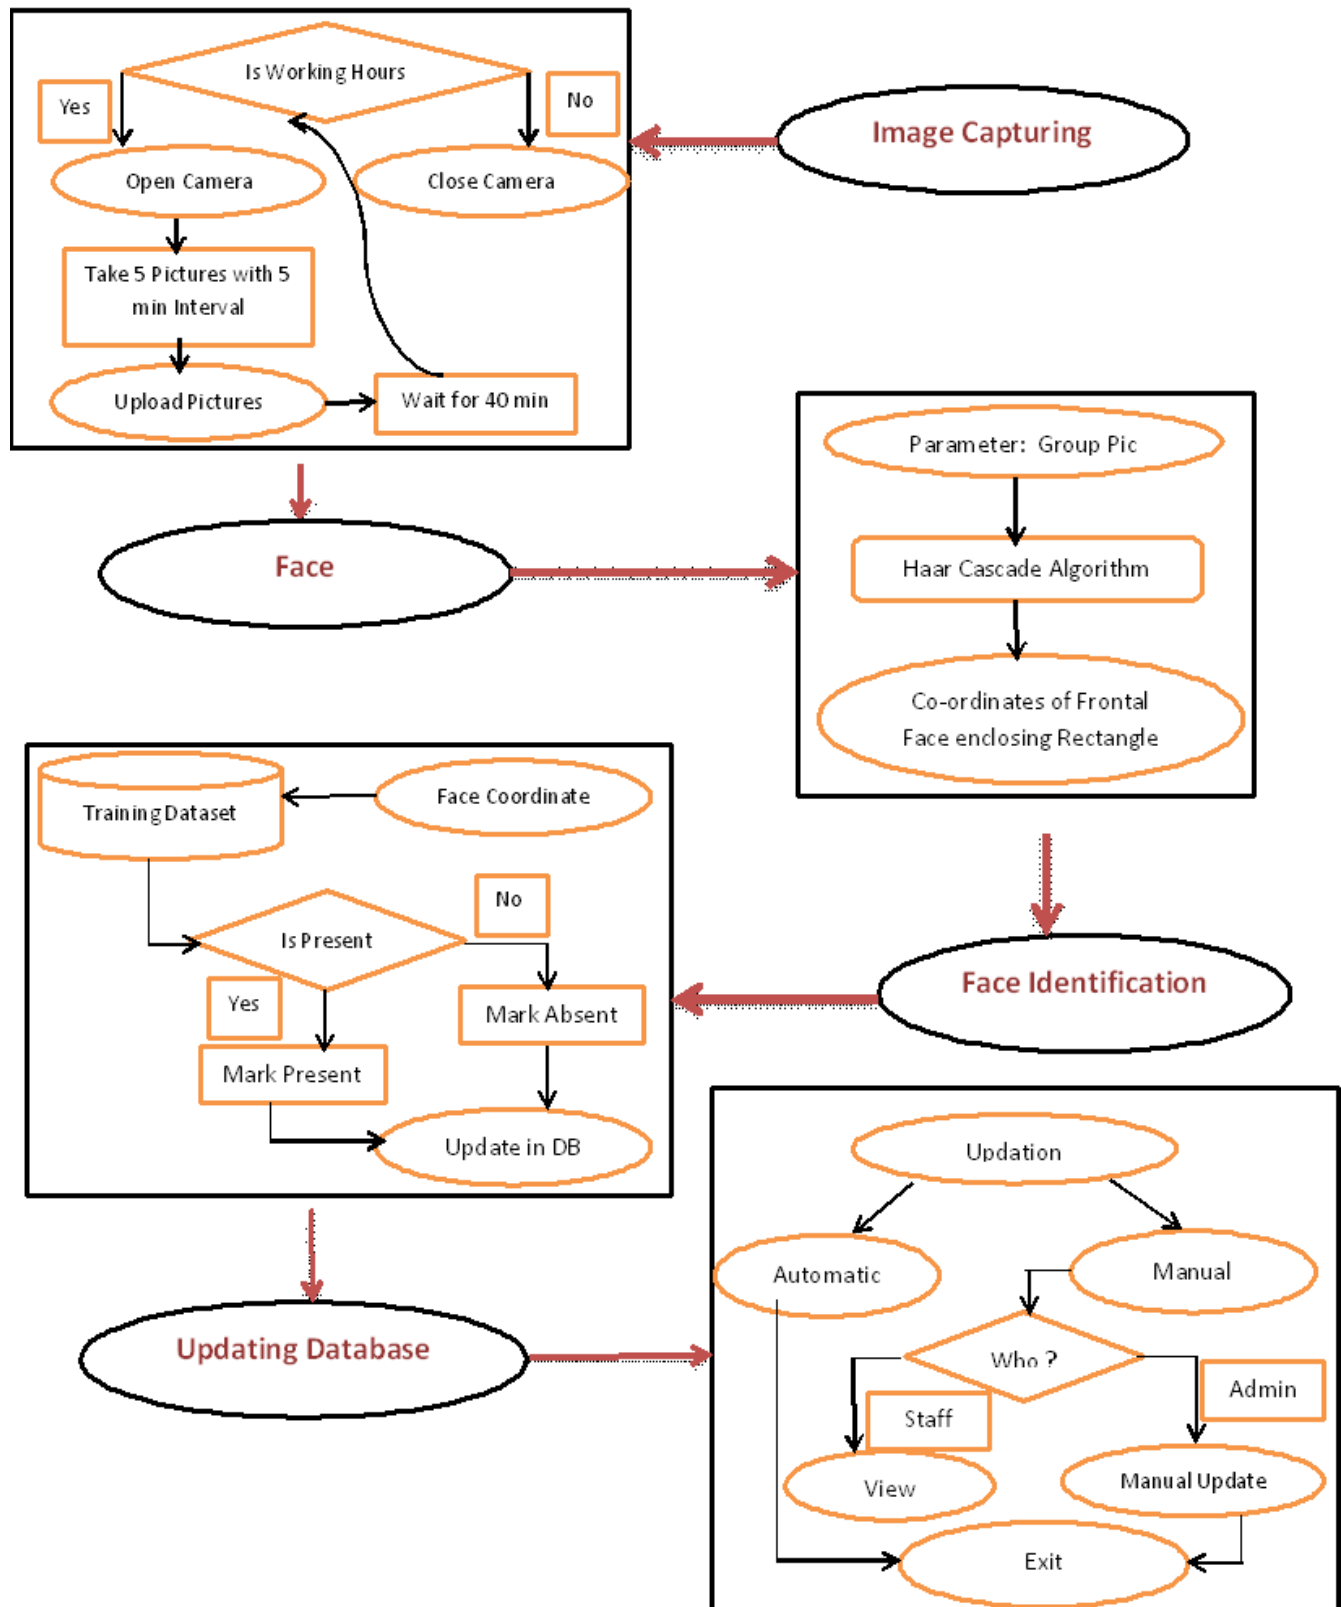 Is Working Hours
Yes
No
Image Capturing
Open Camera
Close Camera
Take 5 Pictures with 5
min Interval
Upload Pictures
Wait for 40 min
Parameter: Group Pic
Haar Cascade Algorithm
Face
Co-ordinates of Frontal
Face enclosing Rectangle
Training Dataset
Face Coordinate
No
Is Present
Yes
Mark Absent
Mark Present
Update in DB
Face Identification
Updation
Automatic
Manual
Updating Database
Who ?
Admin
Staff
View
Manual Update
Exit